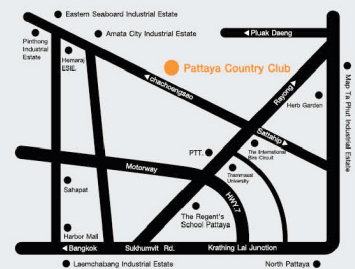 Eastern Seaboard Industrial Estate
Pinthong
Industrial
Estate
Hemaraj
ESIE.
Amata City Industrial Estate
Pluak Daeng
Pattaya Country Club
chachoangsao
Rayong
Herb Garden
Map Ta Phut Industrial Estate
Sattahip
PTT.
The International
Bira Circuit
Thammasat
University
Motorway
HWY.7
Sahapat
The Regent's
School Pattaya
Harbor Mall
Bangkok
Sukhumvit Rd.
Krathing Lai Junction
Laemchabang Industrial Estate
North Pattaya